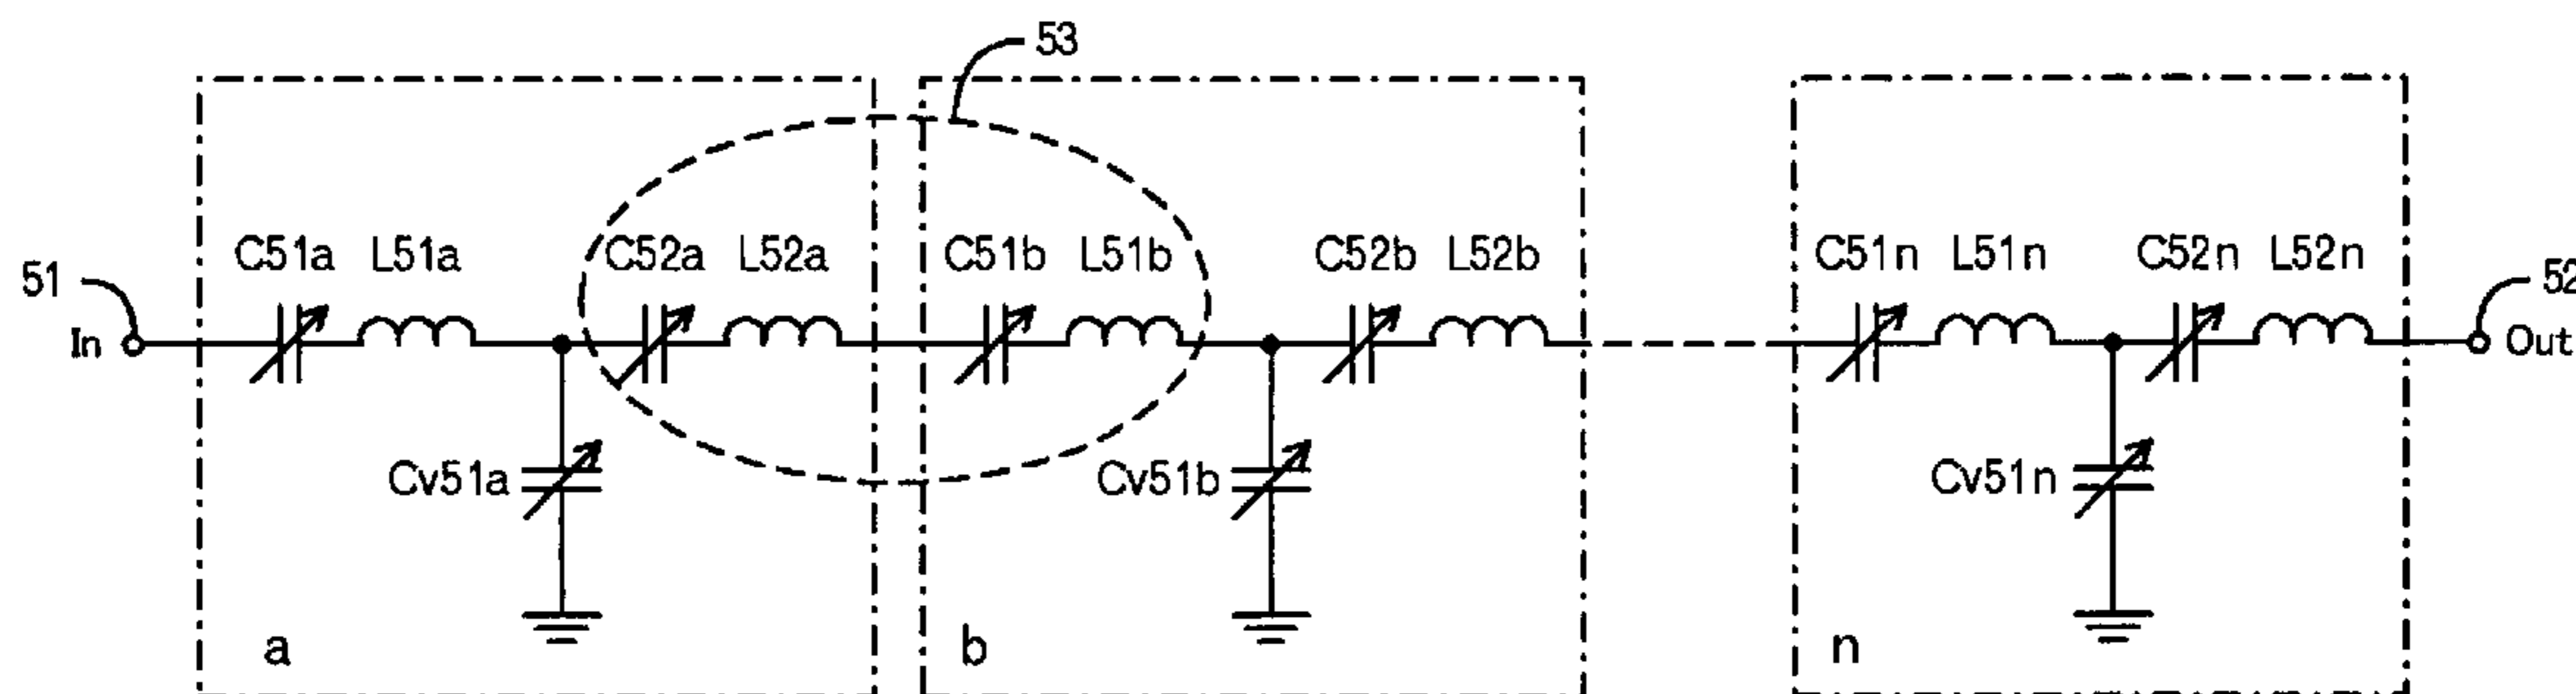 53
C51a L51a C52a L52a C51b L51b C52b L52b C51n L51n C52n L52n
51 52
In Out
Cv51a Cv51b Cv51n
a b n